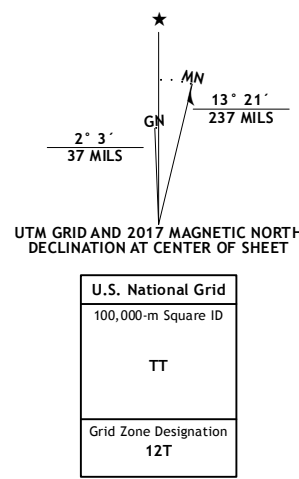 ★
MN
13° 21´
237 MILS
GN
2° 3´
37 MILS
UTM GRID AND 2017 MAGNETIC NORTH
DECLINATION AT CENTER OF SHEET
U.S. National Grid
100,000-m Square ID
TT
Grid Zone Designation
12T